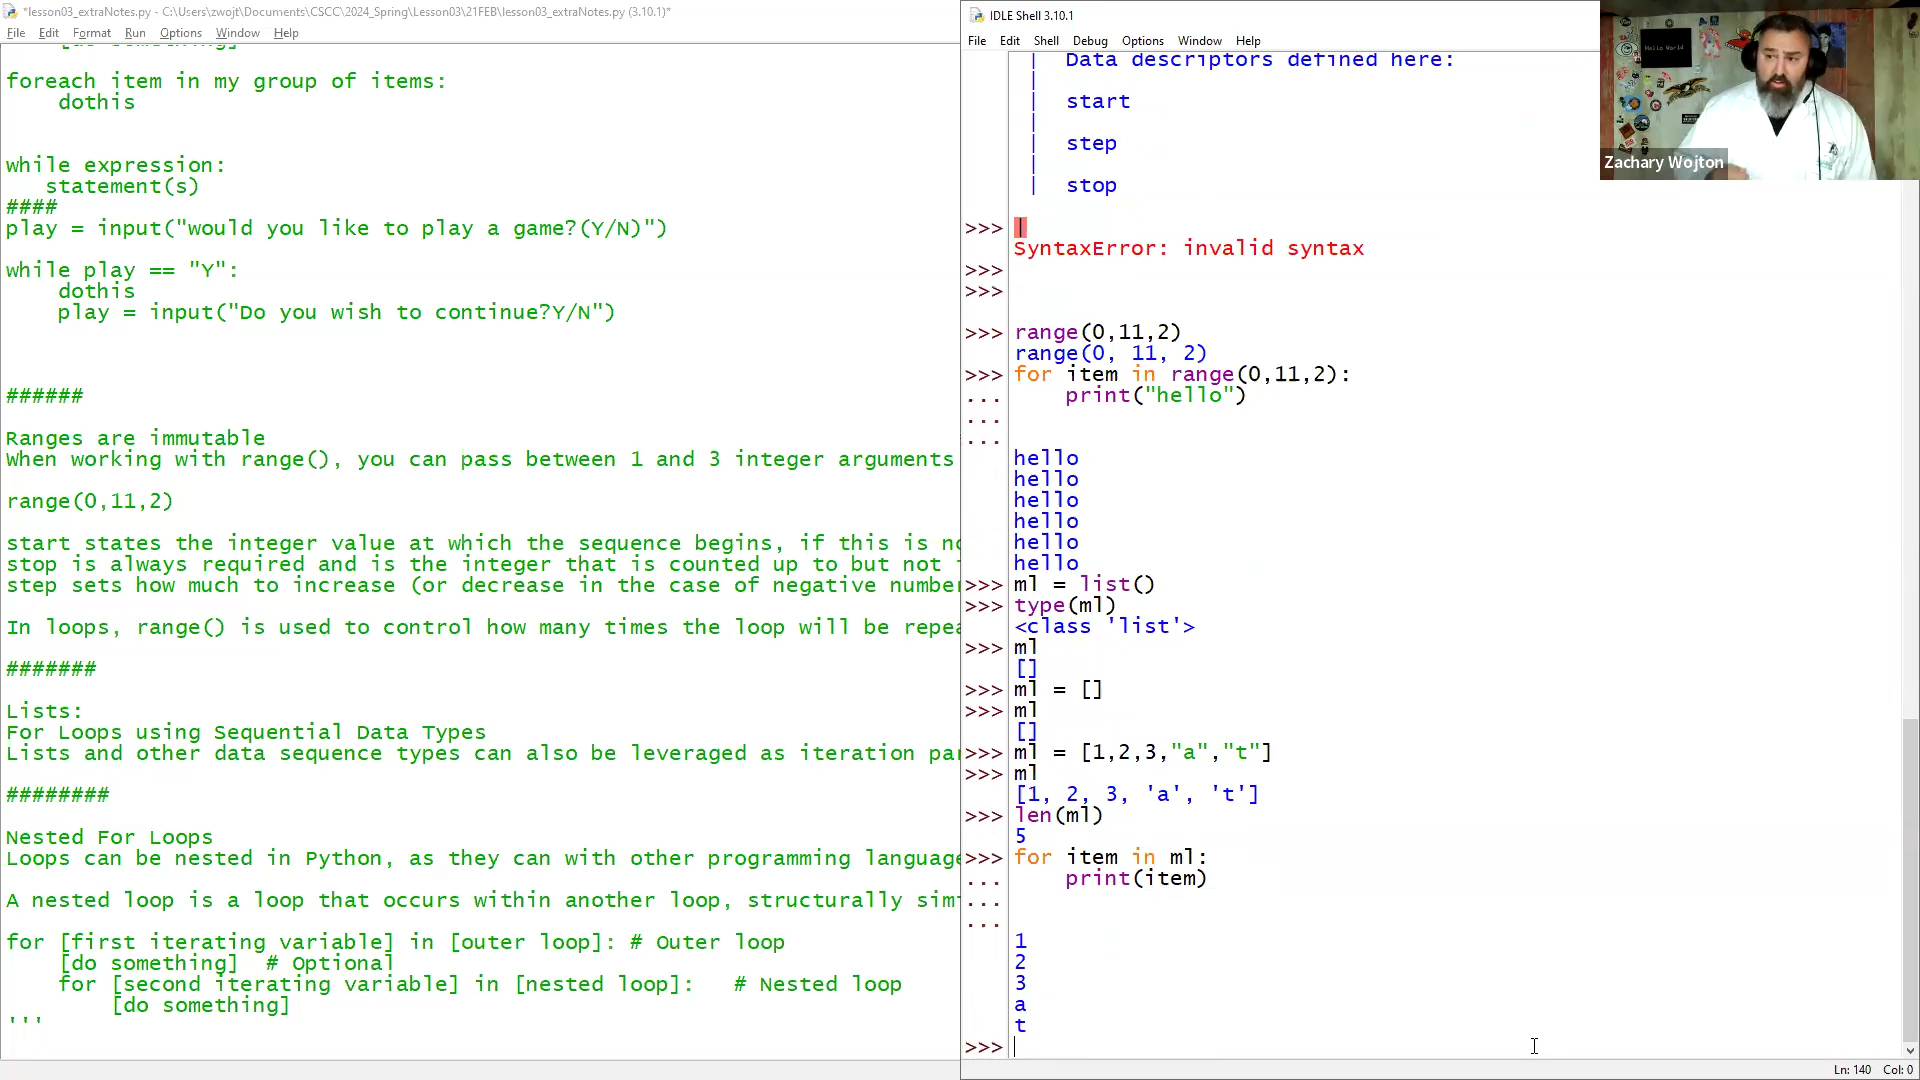 *lesson03_extraNotes.py - C:\Users\zwojt\Documents\CSCC\2024_Spring\Lesson03\21FEB\lesson03_extraNotes.py (3.10.1)*
File Edit Format Run Options Window Help
foreach item in my group of items:
    dothis
while expression:
   statement(s)
####
play = input("would you like to play a game?(Y/N)")
while play == "Y":
    dothis
    play = input("Do you wish to continue?Y/N")
######
Ranges are immutable
When working with range(), you can pass between 1 and 3 integer arguments
range(0,11,2)
start states the integer value at which the sequence begins, if this is
stop is always required and is the integer that is counted up to but not
step sets how much to increase (or decrease in the case of negative
In loops, range() is used to control how many times the loop will be
#######
Lists:
For Loops using Sequential Data Types
Lists and other data sequence types can also be leveraged as iteration
########
Nested For Loops
Loops can be nested in Python, as they can with other programming
A nested loop is a loop that occurs within another loop, structurally
for [first iterating variable] in [outer loop]: # Outer loop
    [do something]  # Optional
    for [second iterating variable] in [nested loop]:   # Nested loop
        [do something]
'''
IDLE Shell 3.10.1
File Edit Shell Debug Options Window Help
|  Data descriptors defined here:
|
|  start
|
|  step
|
|  stop
>>> |
SyntaxError: invalid syntax
>>>
>>>
>>> range(0,11,2)
range(0, 11, 2)
>>> for item in range(0,11,2):
...     print("hello")
...
...
hello
hello
hello
hello
hello
hello
>>> ml = list()
>>> type(ml)
<class 'list'>
>>> ml
[]
>>> ml = []
>>> ml
[]
>>> ml = [1,2,3,"a","t"]
>>> ml
[1, 2, 3, 'a', 't']
>>> len(ml)
5
>>> for item in ml:
...     print(item)
...
...
1
2
3
a
t
>>>
Ln: 140 Col: 0
Hello World
Zachary Wojton